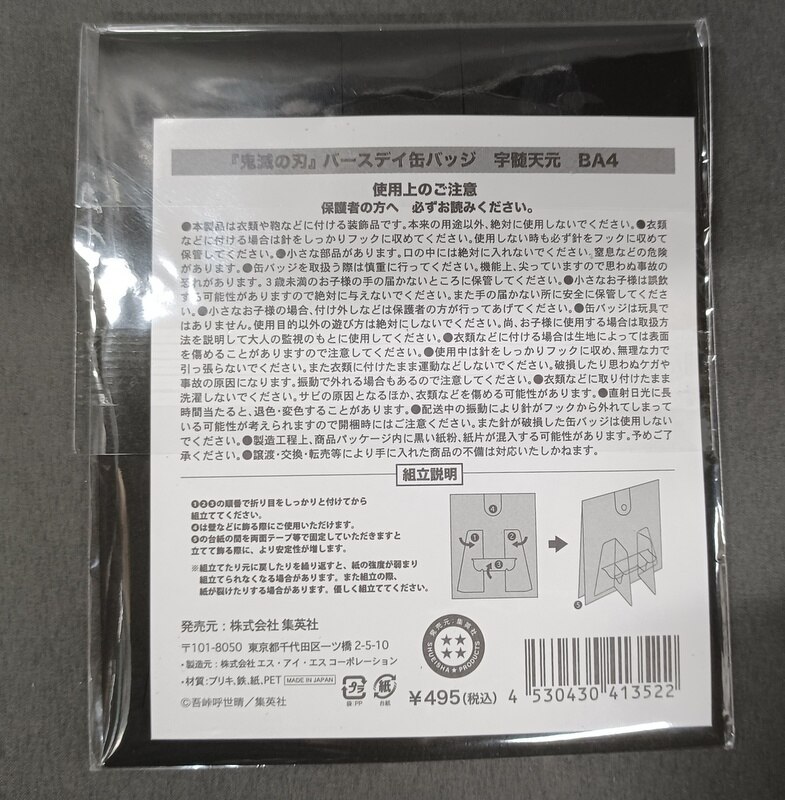 『鬼滅の刃』バースデイ缶バッジ　宇髄天元　BA4
使用上のご注意
保護者の方へ　必ずお読みください。
●本製品は衣類や鞄などに付ける装飾品です。本来の用途以外、絶対に使用しないでください。●衣類
などに付ける場合は針をしっかりフックに収めてください。使用しない時も必ず針をフックに収めて
保管してください。●小さな部品があります。口の中には絶対に入れないでください。窒息などの危険
があります。●缶バッジを取扱う際は慎重に行ってください。機能上、尖っていますので思わぬ事故の
恐れがあります。3歳未満のお子様の手の届かないところに保管してください。●小さなお子様は誤飲
する可能性がありますので絶対に与えないでください。また手の届かない所に安全に保管してくださ
い。●小さなお子様の場合、付け外しなどは保護者の方が行ってあげてください。●缶バッジは玩具で
はありません。使用目的以外の遊び方は絶対にしないでください。尚、お子様に使用する場合は取扱方
法を説明して大人の監視のもとに使用してください。●衣類などに付ける場合は生地によっては表面
を傷めることがありますので注意してください。●使用中は針をしっかりフックに収め、無理な力で
引っ張らないでください。また衣類に付けたまま運動などしないでください。破損したり思わぬケガや
事故の原因になります。振動で外れる場合もあるので注意してください。●衣類などに取り付けたまま
洗濯しないでください。サビの原因となるほか、衣類などを傷める可能性があります。●直射日光に長
時間当たると、退色・変色することがあります。●配送中の振動により針がフックから外れてしまって
いる可能性が考えられますので開梱時にはご注意ください。また針が破損した缶バッジは使用しない
でください。●製造工程上、商品パッケージ内に黒い紙粉、紙片が混入する可能性があります。予めご了
承ください。●譲渡・交換・転売等により手に入れた商品の不備は対応いたしかねます。
組立説明
❶❷❸の順番で折り目をしっかりと付けてから
組立ててください。
❹は壁などに飾る際にご使用いただけます。
❺の台紙の間を両面テープ等で固定していただきますと
立てて飾る際に、より安定性が増します。
※組立てたり元に戻したりを繰り返すと、紙の強度が弱まり
組立てられなくなる場合があります。また組立の際、
紙が裂けたりする場合があります。優しく組立ててください。
❹
❶
❷
❸
❺
発売元：株式会社 集英社
〒101-8050　東京都千代田区一ツ橋 2-5-10
・製造元：株式会社 エス・アイ・エス コーポレーション
・材質：ブリキ、鉄、紙、PET　MADE IN JAPAN
©吾峠呼世晴／集英社
プラ
袋:PP
紙
台紙
発売元：集英社
SHUEISHA PRODUCTS
¥495(税込)
4 530430 413522